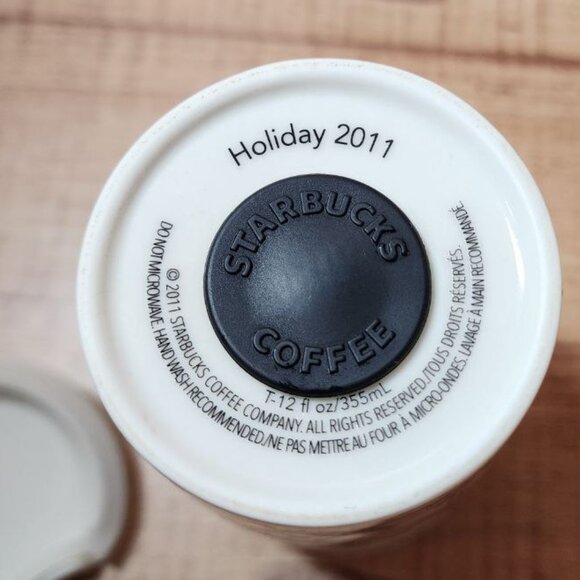 Holiday 2011
STARBUCKS
COFFEE
T-12 fl oz/355mL
© 2011 STARBUCKS COFFEE COMPANY. ALL RIGHTS RESERVED./TOUS DROITS RÉSERVÉS.
DO NOT MICROWAVE. HAND WASH RECOMMENDED./NE PAS METTRE AU FOUR À MICRO-ONDES. LAVAGE À MAIN RECOMMANDÉ.